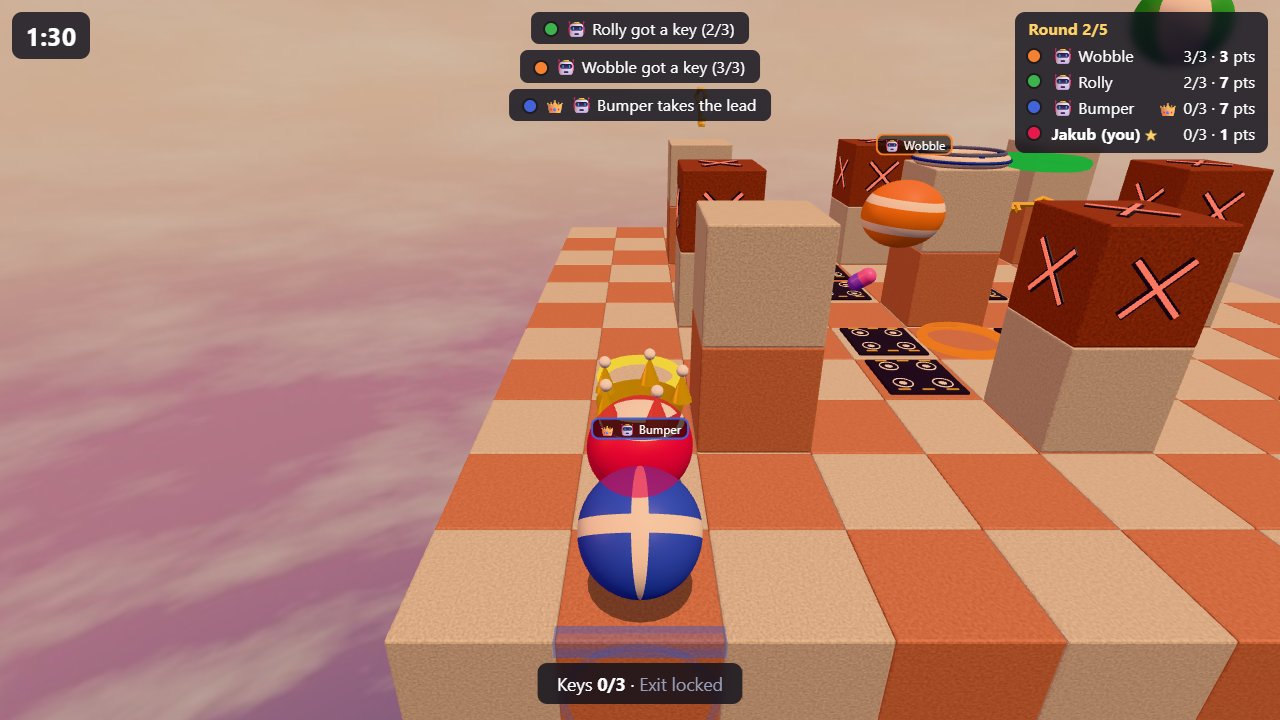 1:30
Rolly got a key (2/3)
Wobble got a key (3/3)
Bumper takes the lead
Round 2/5
Wobble 3/3 · 3 pts
Rolly 2/3 · 7 pts
Bumper 0/3 · 7 pts
Jakub (you) 0/3 · 1 pts
Wobble
Bumper
Keys 0/3 · Exit locked